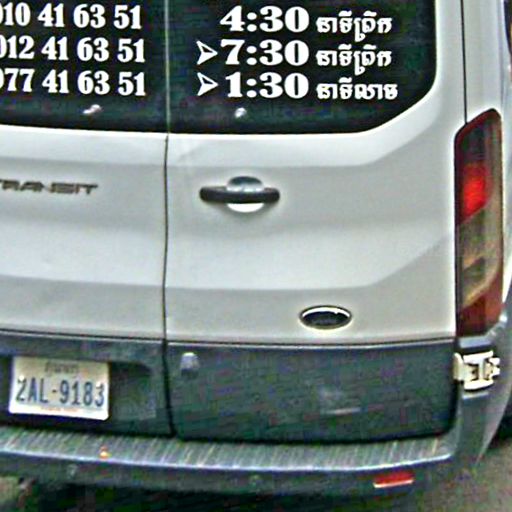 010 41 63 51
012 41 63 51
077 41 63 51
4:30 នាទីព្រឹក
➢7:30 នាទីព្រឹក
➢1:30 នាទីល្ងាច
TRANSIT
2AL-9183